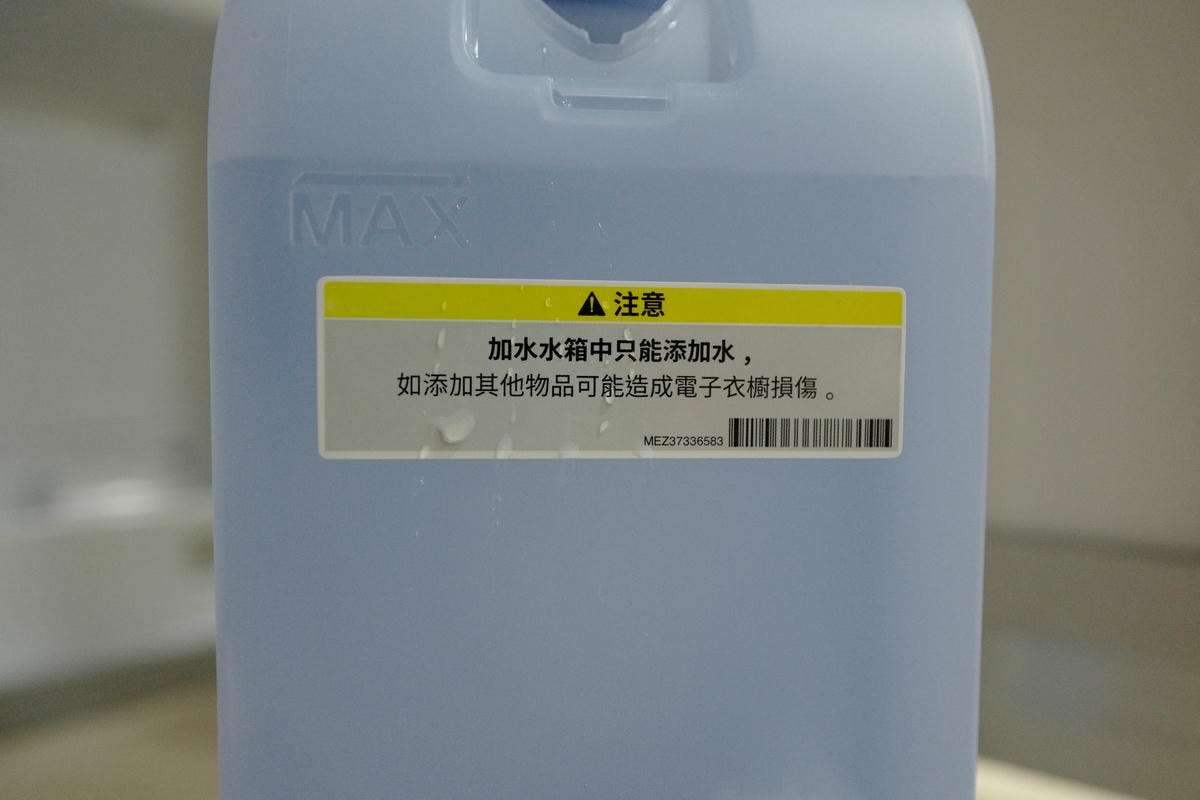 MAX
注意
加水水箱中只能添加水，
如添加其他物品可能造成電子衣櫥損傷。
MEZ37336583